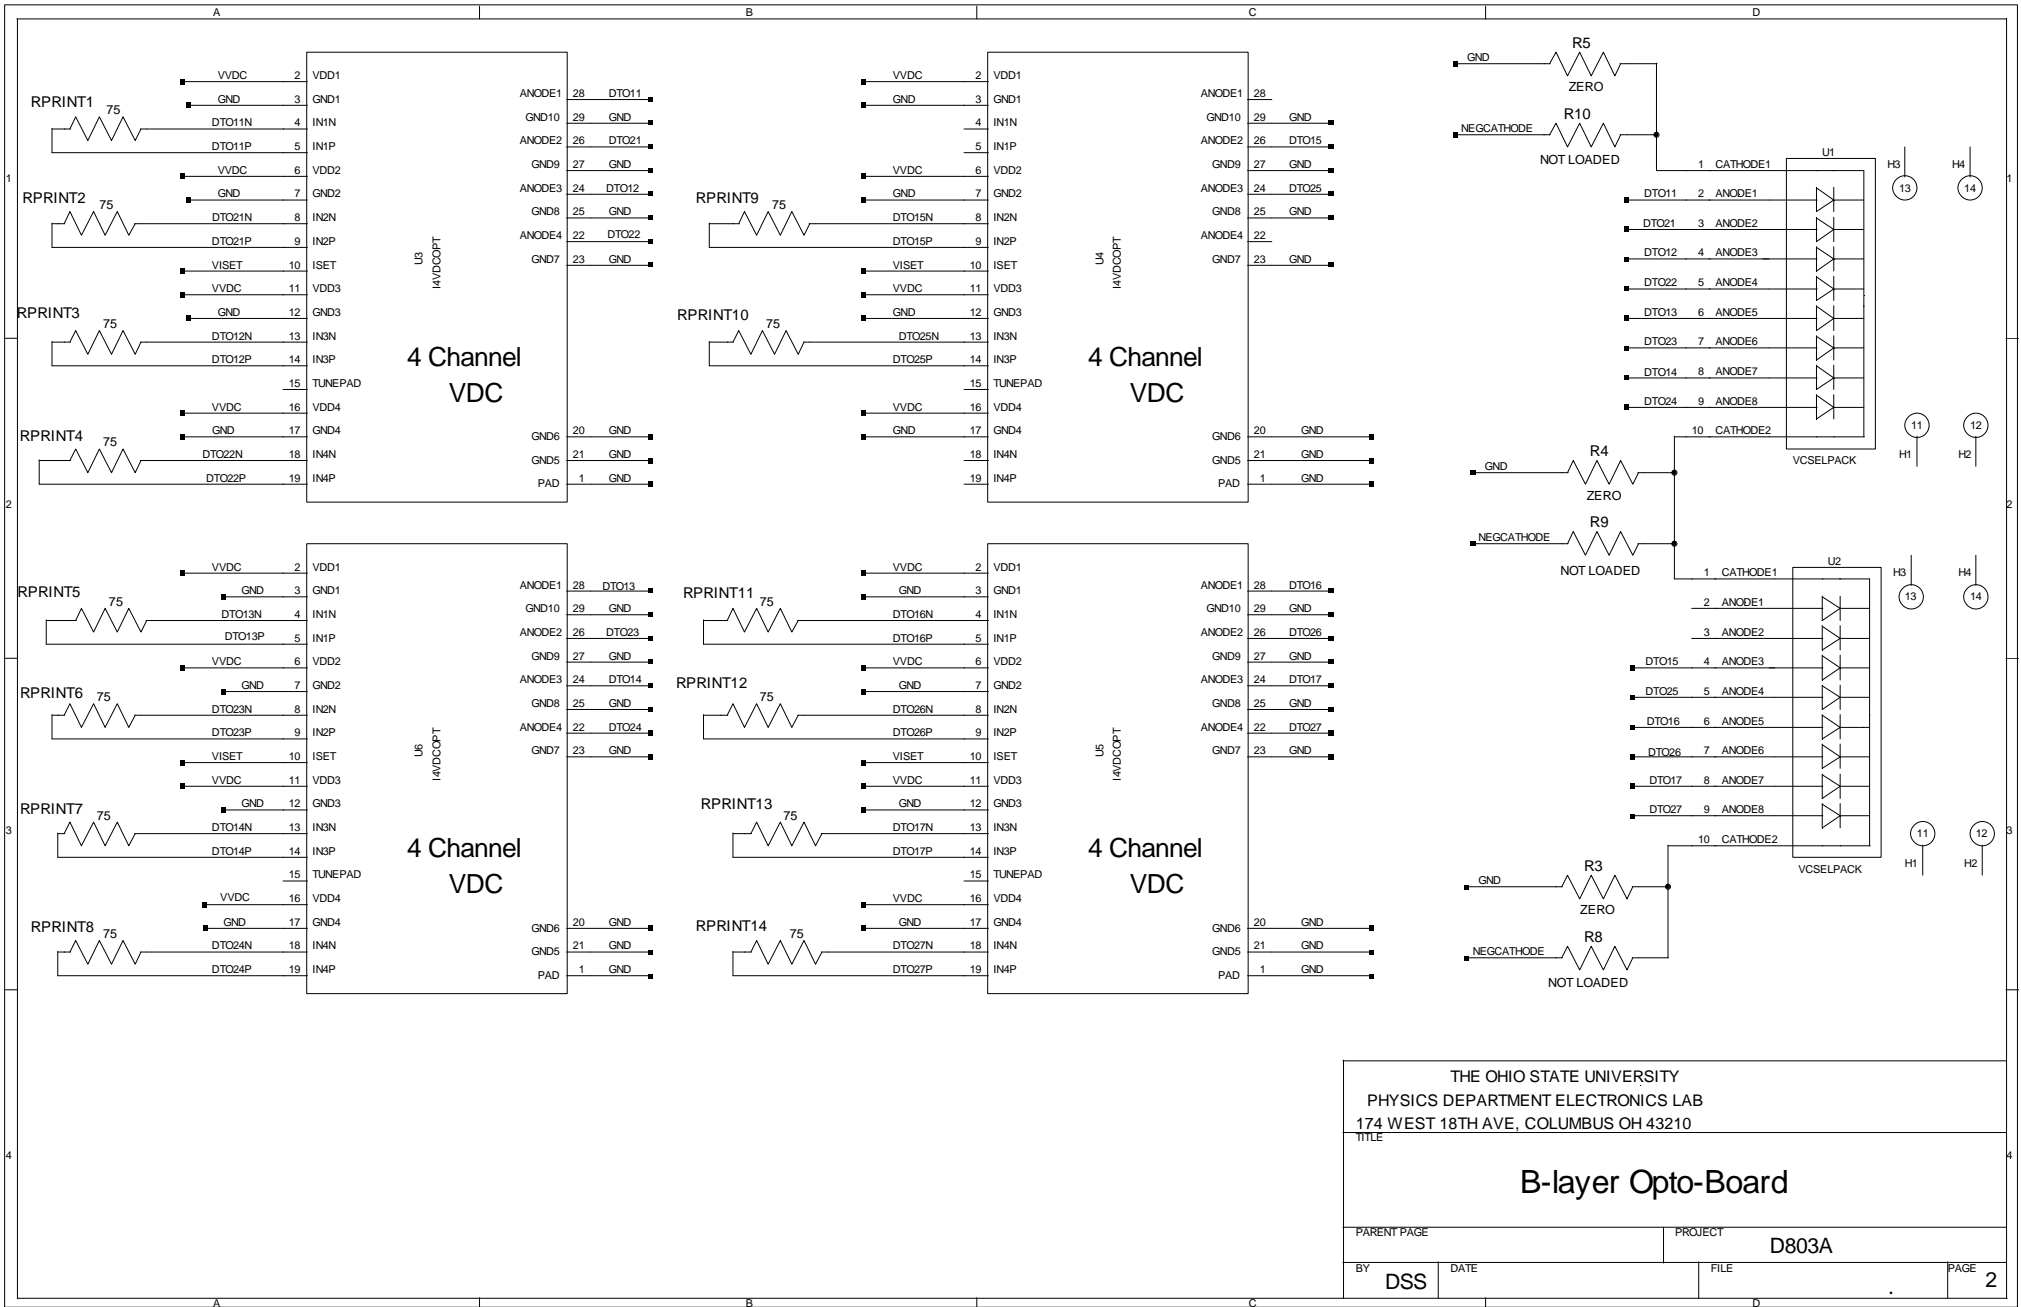 A B C D
1
2
3
4
RPRINT1 75
VVDC 2 VDD1
GND 3 GND1
DTO11N 4 IN1N
DTO11P 5 IN1P
RPRINT2 75
VVDC 6 VDD2
GND 7 GND2
DTO21N 8 IN2N
DTO21P 9 IN2P
VISET 10 ISET
RPRINT3 75
VVDC 11 VDD3
GND 12 GND3
DTO12N 13 IN3N
DTO12P 14 IN3P
15 TUNEPAD
RPRINT4 75
VVDC 16 VDD4
GND 17 GND4
DTO22N 18 IN4N
DTO22P 19 IN4P
U3
I4VDCOPT
4 Channel
VDC
ANODE1 28 DTO11
GND10 29 GND
ANODE2 26 DTO21
GND9 27 GND
ANODE3 24 DTO12
GND8 25 GND
ANODE4 22 DTO22
GND7 23 GND
GND6 20 GND
GND5 21 GND
PAD 1 GND
VVDC 2 VDD1
GND 3 GND1
4 IN1N
5 IN1P
RPRINT9 75
VVDC 6 VDD2
GND 7 GND2
DTO15N 8 IN2N
DTO15P 9 IN2P
VISET 10 ISET
RPRINT10 75
VVDC 11 VDD3
GND 12 GND3
DTO25N 13 IN3N
DTO25P 14 IN3P
15 TUNEPAD
VVDC 16 VDD4
GND 17 GND4
18 IN4N
19 IN4P
U4
I4VDCOPT
4 Channel
VDC
ANODE1 28
GND10 29 GND
ANODE2 26 DTO15
GND9 27 GND
ANODE3 24 DTO25
GND8 25 GND
ANODE4 22
GND7 23 GND
GND6 20 GND
GND5 21 GND
PAD 1 GND
R5
GND
ZERO
R10
NEGCATHODE
NOT LOADED
U1
1 CATHODE1
DTO11 2 ANODE1
DTO21 3 ANODE2
DTO12 4 ANODE3
DTO22 5 ANODE4
DTO13 6 ANODE5
DTO23 7 ANODE6
DTO14 8 ANODE7
DTO24 9 ANODE8
10 CATHODE2
VCSELPACK
H3 13
H4 14
11 H1
12 H2
R4
GND
ZERO
R9
NEGCATHODE
NOT LOADED
RPRINT5 75
VVDC 2 VDD1
GND 3 GND1
DTO13N 4 IN1N
DTO13P 5 IN1P
RPRINT6 75
VVDC 6 VDD2
GND 7 GND2
DTO23N 8 IN2N
DTO23P 9 IN2P
VISET 10 ISET
RPRINT7 75
VVDC 11 VDD3
GND 12 GND3
DTO14N 13 IN3N
DTO14P 14 IN3P
15 TUNEPAD
RPRINT8 75
VVDC 16 VDD4
GND 17 GND4
DTO24N 18 IN4N
DTO24P 19 IN4P
U6
I4VDCOPT
4 Channel
VDC
ANODE1 28 DTO13
GND10 29 GND
ANODE2 26 DTO23
GND9 27 GND
ANODE3 24 DTO14
GND8 25 GND
ANODE4 22 DTO24
GND7 23 GND
GND6 20 GND
GND5 21 GND
PAD 1 GND
RPRINT11 75
VVDC 2 VDD1
GND 3 GND1
DTO16N 4 IN1N
DTO16P 5 IN1P
RPRINT12 75
VVDC 6 VDD2
GND 7 GND2
DTO26N 8 IN2N
DTO26P 9 IN2P
VISET 10 ISET
RPRINT13 75
VVDC 11 VDD3
GND 12 GND3
DTO17N 13 IN3N
DTO17P 14 IN3P
15 TUNEPAD
RPRINT14 75
VVDC 16 VDD4
GND 17 GND4
DTO27N 18 IN4N
DTO27P 19 IN4P
U5
I4VDCOPT
4 Channel
VDC
ANODE1 28 DTO16
GND10 29 GND
ANODE2 26 DTO26
GND9 27 GND
ANODE3 24 DTO17
GND8 25 GND
ANODE4 22 DTO27
GND7 23 GND
GND6 20 GND
GND5 21 GND
PAD 1 GND
U2
1 CATHODE1
2 ANODE1
3 ANODE2
DTO15 4 ANODE3
DTO25 5 ANODE4
DTO16 6 ANODE5
DTO26 7 ANODE6
DTO17 8 ANODE7
DTO27 9 ANODE8
10 CATHODE2
VCSELPACK
H3 13
H4 14
11 H1
12 H2
R3
GND
ZERO
R8
NEGCATHODE
NOT LOADED
THE OHIO STATE UNIVERSITY
PHYSICS DEPARTMENT ELECTRONICS LAB
174 WEST 18TH AVE, COLUMBUS OH 43210
TITLE
B-layer Opto-Board
PARENT PAGE
PROJECT D803A
BY DSS DATE FILE . PAGE 2
1
2
3
4
A B C D